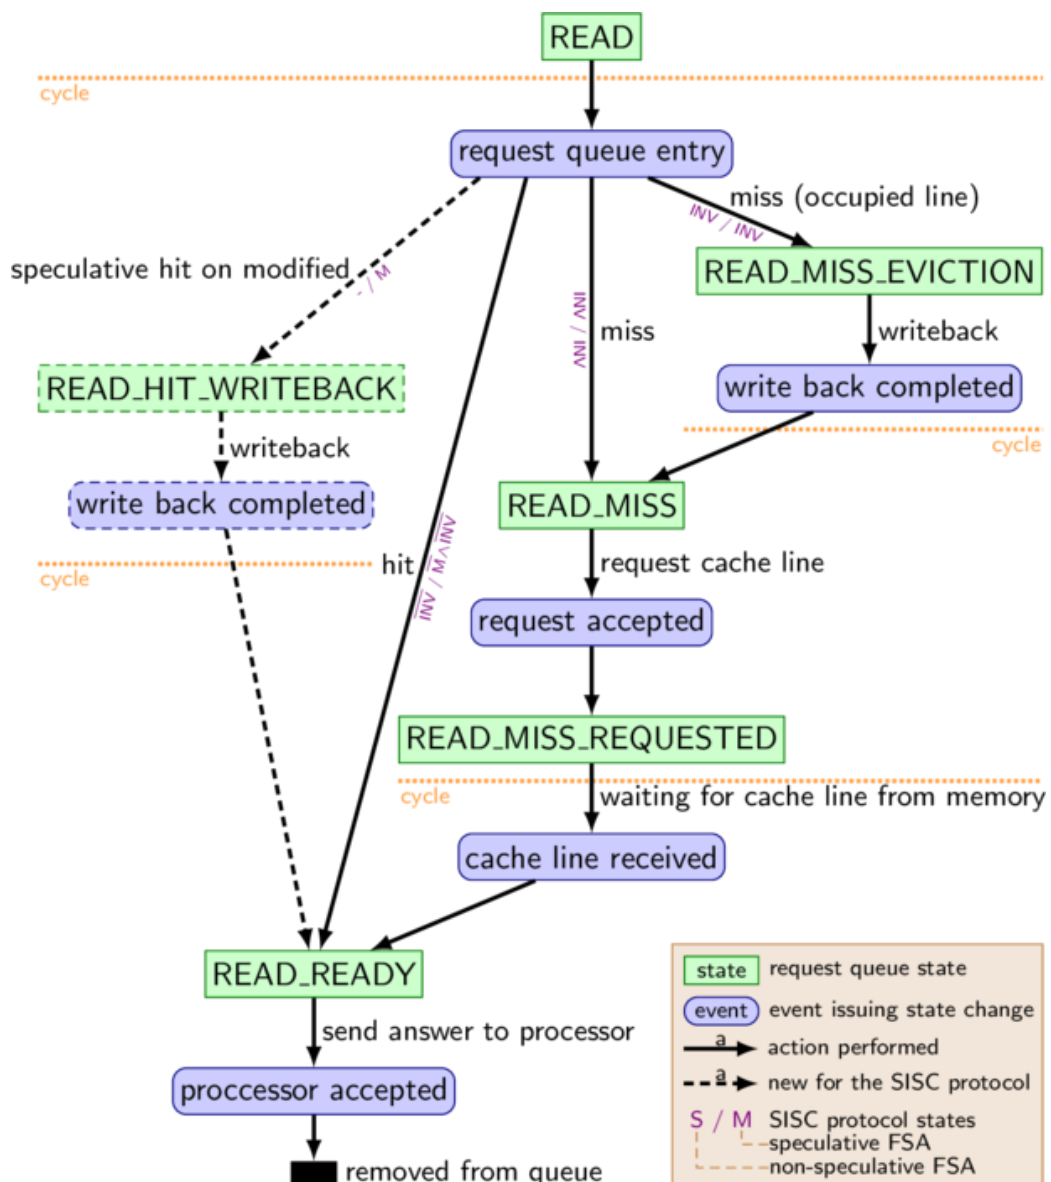 READ
cycle
request queue entry
miss (occupied line)
INV / INV
speculative hit on modified
- / M
READ_MISS_EVICTION
INV / INV
miss
writeback
READ_HIT_WRITEBACK
write back completed
writeback
cycle
write back completed
READ_MISS
hit
INV / M∧INV
request cache line
cycle
request accepted
READ_MISS_REQUESTED
cycle
waiting for cache line from memory
cache line received
READ_READY
send answer to processor
proccessor accepted
removed from queue
state request queue state
event event issuing state change
a action performed
a new for the SISC protocol
S / M SISC protocol states
speculative FSA
non-speculative FSA